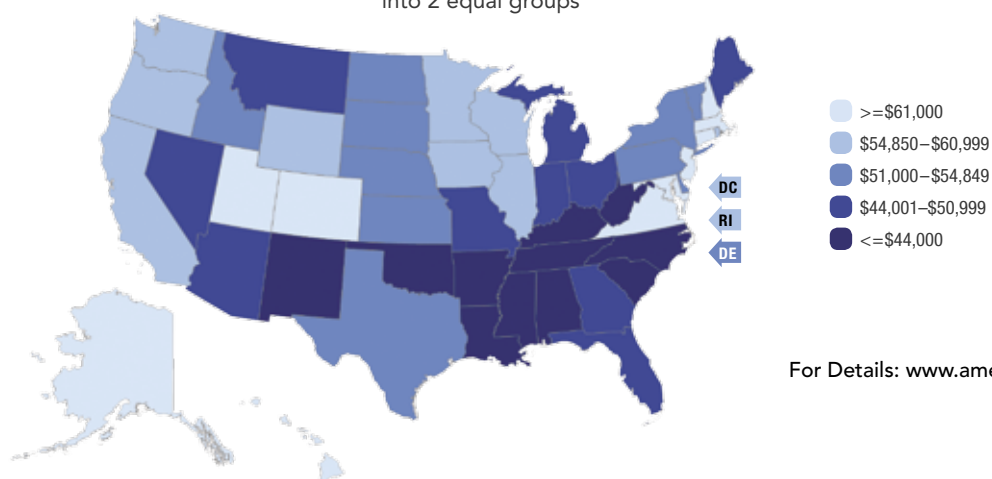 into 2 equal groups
>=$61,000
$54,850–$60,999
$51,000–$54,849
$44,001–$50,999
<=$44,000
DC
RI
DE
For Details: www.ame